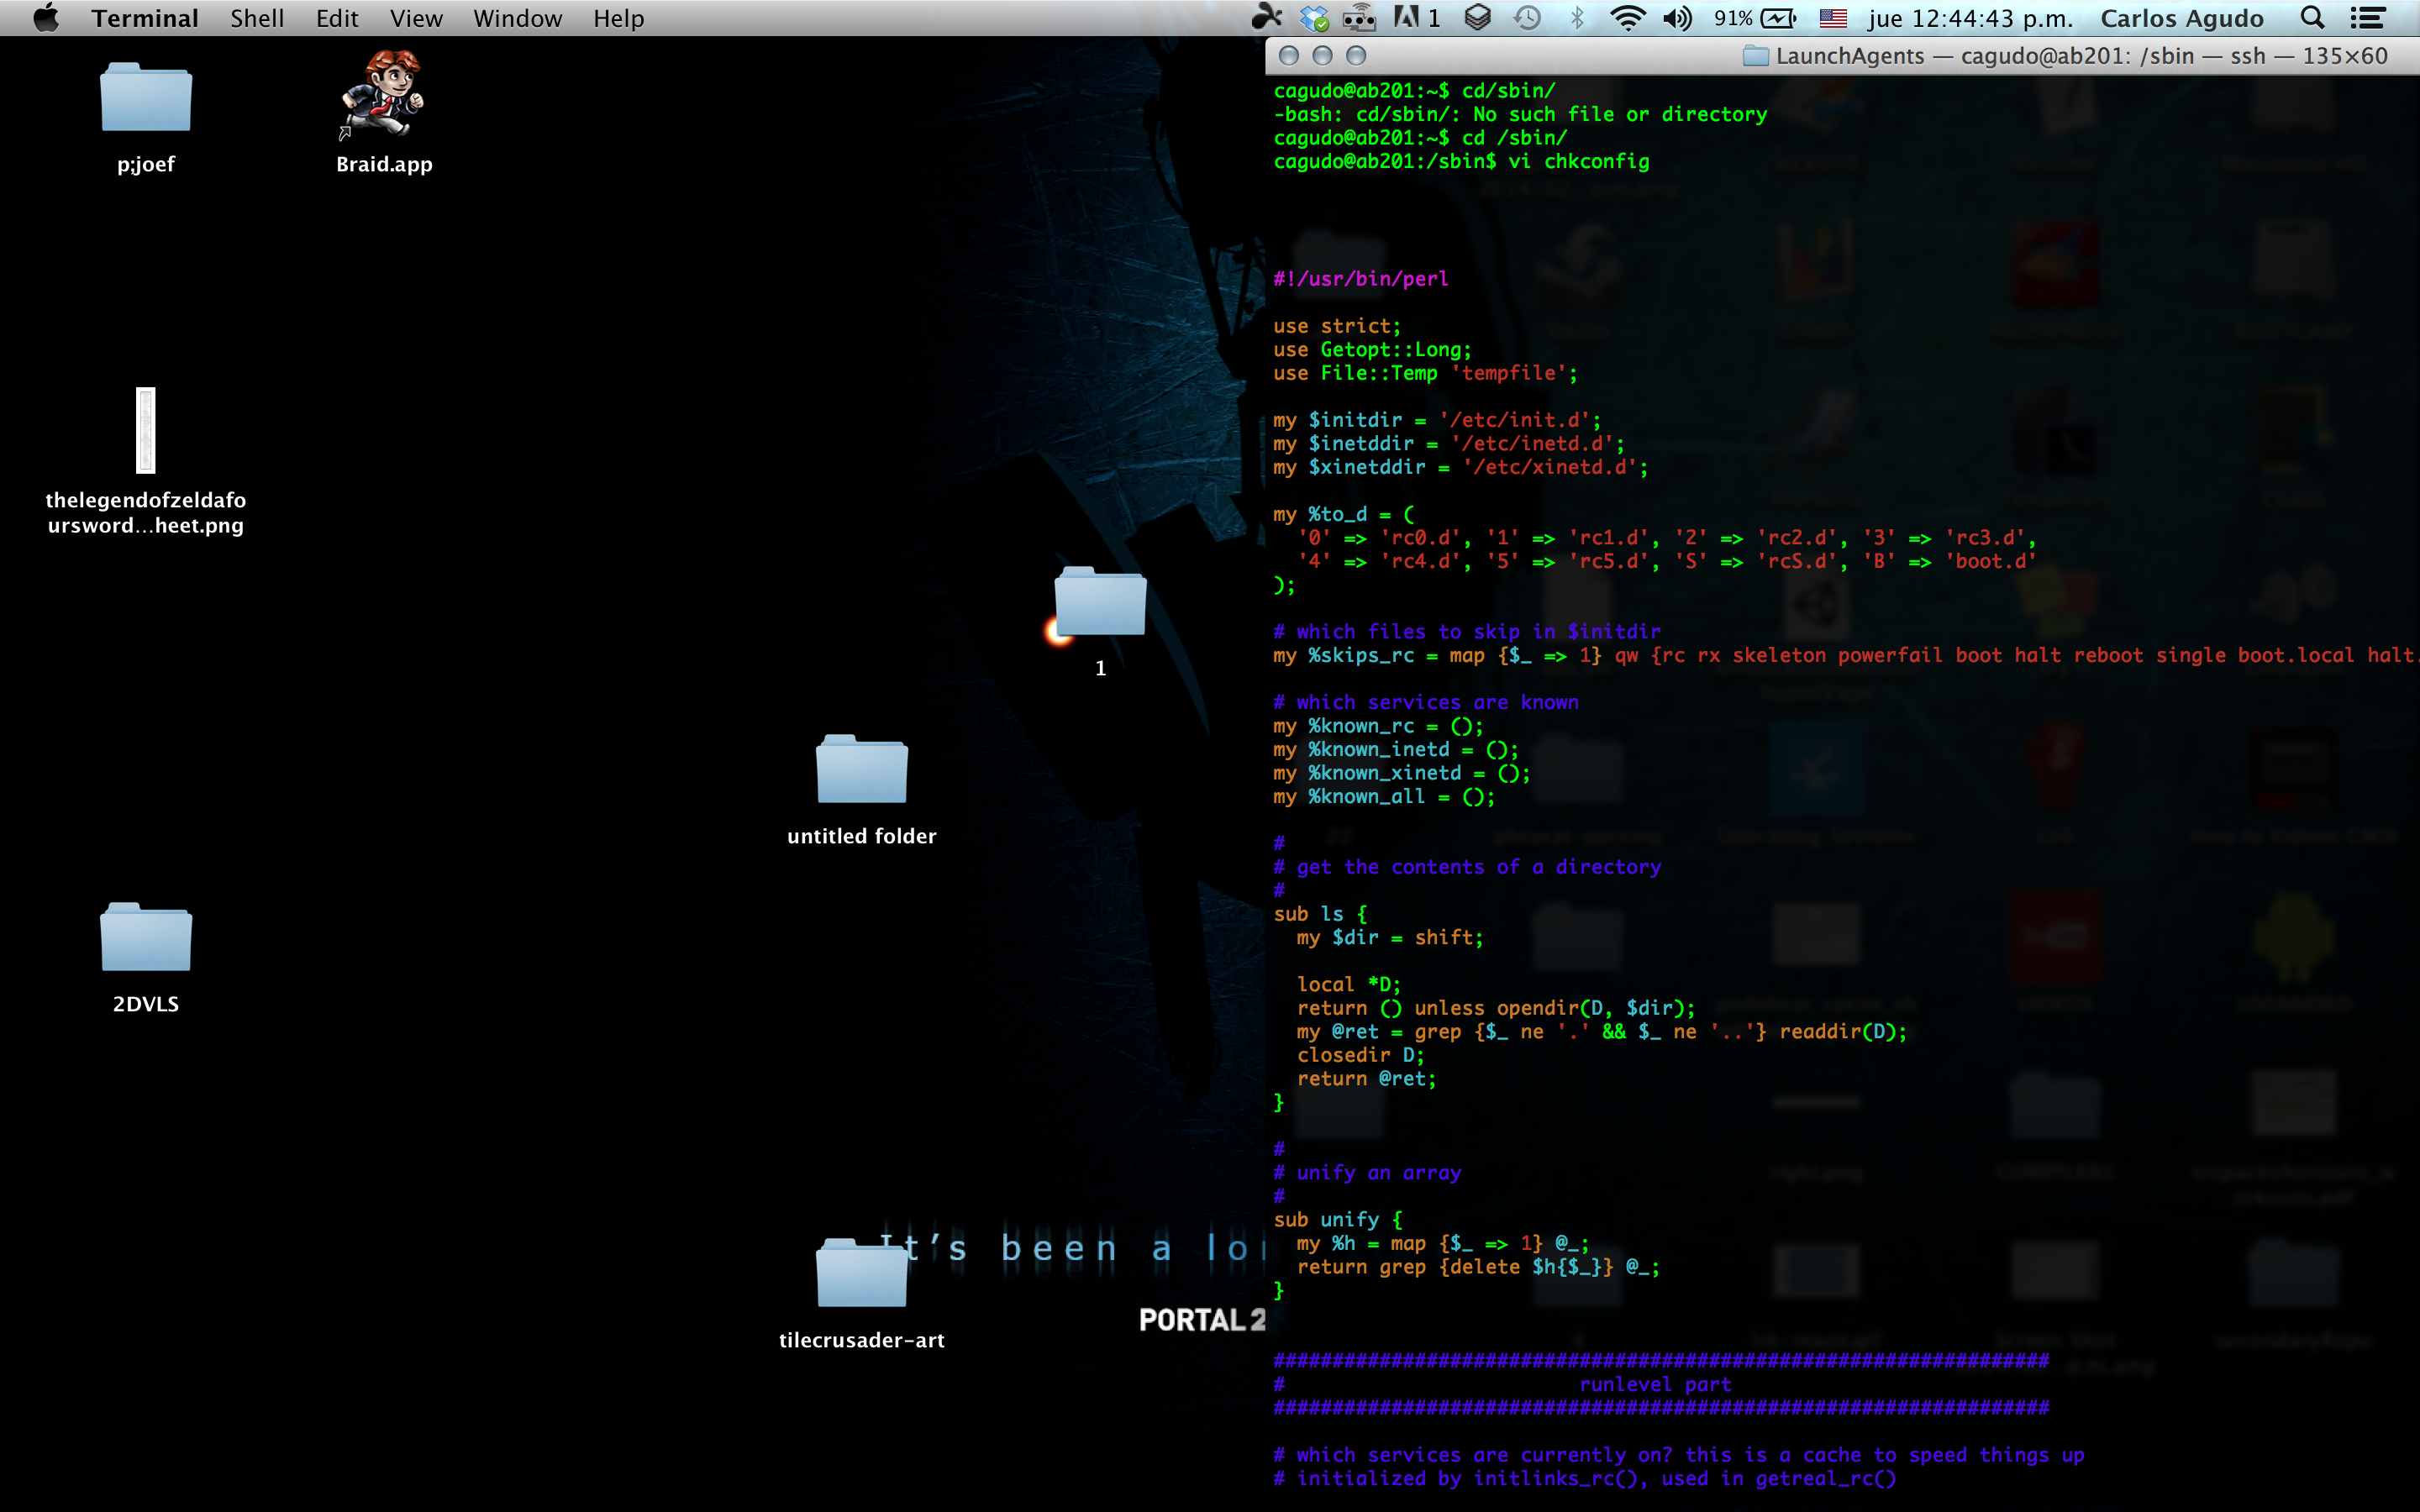 Terminal Shell Edit View Window Help
1 91% jue 12:44:43 p.m. Carlos Agudo
p;joef
Braid.app
thelegendofzeldafo
ursword...heet.png
1
untitled folder
2DVLS
tilecrusader-art
It's been a lon
PORTAL 2
LaunchAgents — cagudo@ab201: /sbin — ssh — 135×60
cagudo@ab201:~$ cd/sbin/
-bash: cd/sbin/: No such file or directory
cagudo@ab201:~$ cd /sbin/
cagudo@ab201:/sbin$ vi chkconfig
#!/usr/bin/perl
use strict;
use Getopt::Long;
use File::Temp 'tempfile';
my $initdir = '/etc/init.d';
my $inetddir = '/etc/inetd.d';
my $xinetddir = '/etc/xinetd.d';
my %to_d = (
  '0' => 'rc0.d', '1' => 'rc1.d', '2' => 'rc2.d', '3' => 'rc3.d',
  '4' => 'rc4.d', '5' => 'rc5.d', 'S' => 'rcS.d', 'B' => 'boot.d'
);
# which files to skip in $initdir
my %skips_rc = map {$_ => 1} qw {rc rx skeleton powerfail boot halt reboot single boot.local halt.
# which services are known
my %known_rc = ();
my %known_inetd = ();
my %known_xinetd = ();
my %known_all = ();
#
# get the contents of a directory
#
sub ls {
  my $dir = shift;
  local *D;
  return () unless opendir(D, $dir);
  my @ret = grep {$_ ne '.' && $_ ne '..'} readdir(D);
  closedir D;
  return @ret;
}
#
# unify an array
#
sub unify {
  my %h = map {$_ => 1} @_;
  return grep {delete $h{$_}} @_;
}
##################################################################
#                         runlevel part
##################################################################
# which services are currently on? this is a cache to speed things up
# initialized by initlinks_rc(), used in getreal_rc()